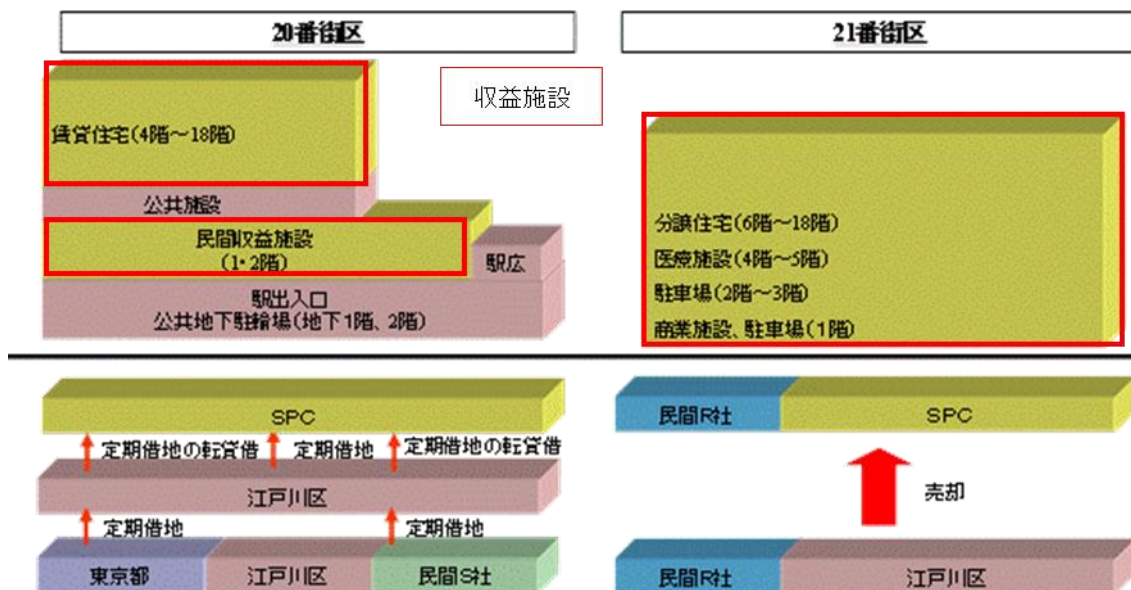 20番街区
21番街区
収益施設
賃貸住宅(4階～18階)
公共施設
民間収益施設
(1・2階)
駅広
駅出入口
公共地下駐輪場(地下1階、2階)
分譲住宅(6階～18階)
医療施設(4階～5階)
駐車場(2階～3階)
商業施設、駐車場(1階)
SPC
定期借地の転貸借
定期借地
定期借地の転貸借
江戸川区
定期借地
定期借地
東京都
江戸川区
民間S社
民間R社
SPC
売却
民間R社
江戸川区